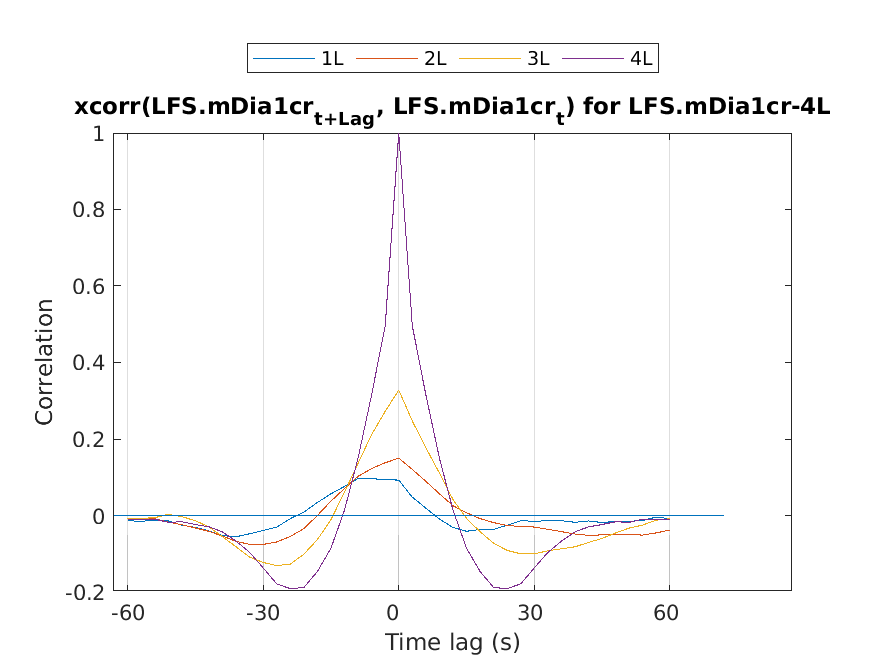 1L 2L 3L 4L
xcorr(LFS.mDia1cr_{t+Lag}, LFS.mDia1cr_t) for LFS.mDia1cr-4L
1
0.8
0.6
0.4
0.2
0
-0.2
Correlation
-60 -30 0 30 60
Time lag (s)